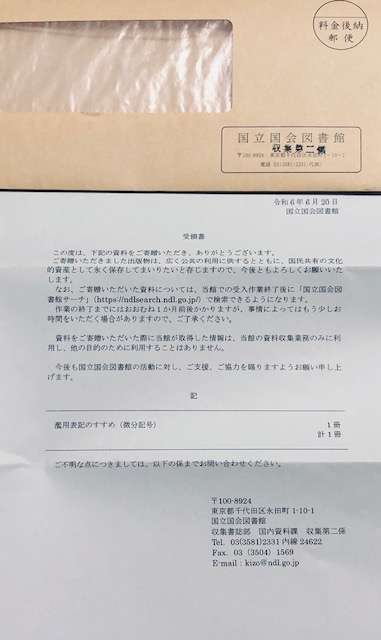 料金後納
郵便
国立国会図書館
収集第二係
〒100-8924 東京都千代田区永田町1-10-1
電話 03(3581)2331(代表)
令和6年6月20日
国立国会図書館
受領書
この度は、下記の資料をご寄贈いただき、ありがとうございます。
ご寄贈いただきました出版物は、広く公共の利用に供するとともに、国民共有の文化
的資産として永く保存してまいりたいと存じますので、今後ともよろしくお願いいた
します。
なお、ご寄贈いただいた資料については、当館での受入作業終了後に「国立国会図
書館サーチ」(https://ndlsearch.ndl.go.jp/)で検索できるようになります。
作業の終了までにはおおむね1か月前後かかりますが、事情によってはもう少しお
時間をいただく場合がありますので、ご了承ください。
資料をご寄贈いただいた際に当館が取得した情報は、当館の資料収集業務のみに利
用し、他の目的のために利用することはありません。
今後も国立国会図書館の活動に対し、ご支援、ご協力を賜りますようお願い申し上
げます。
記
濫用表記のすすめ(微分記号) 1冊
計1冊
ご不明な点につきましては、以下の係までお問い合わせください。
〒100-8924
東京都千代田区永田町1-10-1
国立国会図書館
収集書誌部 国内資料課 収集第二係
Tel. 03(3581)2331 内線24622
Fax. 03 (3504) 1569
E-mail : kizo@ndl.go.jp